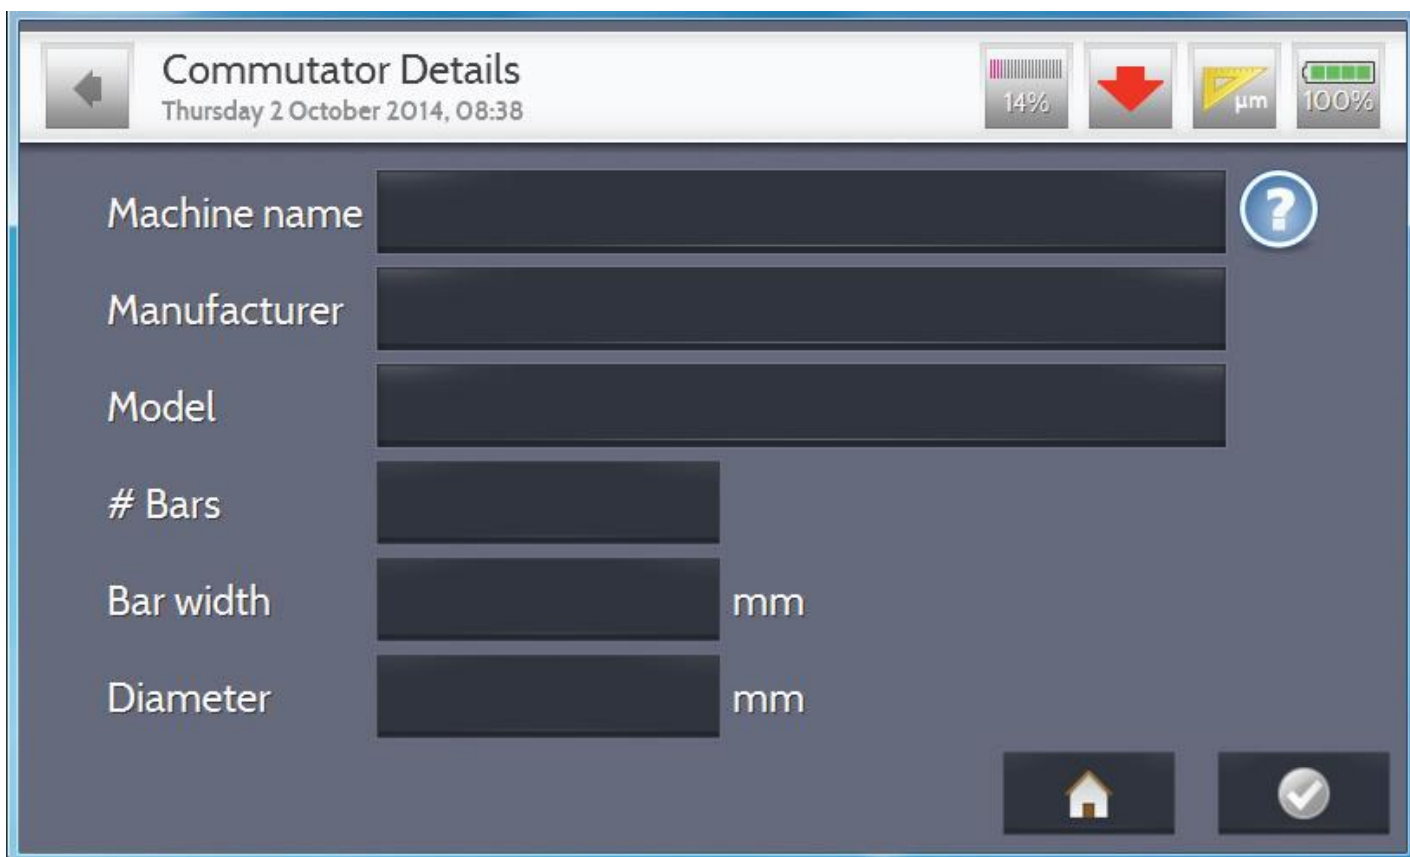 Commutator Details
Thursday 2 October 2014, 08:38
14%
µm
100%
Machine name
?
Manufacturer
Model
# Bars
Bar width
mm
Diameter
mm